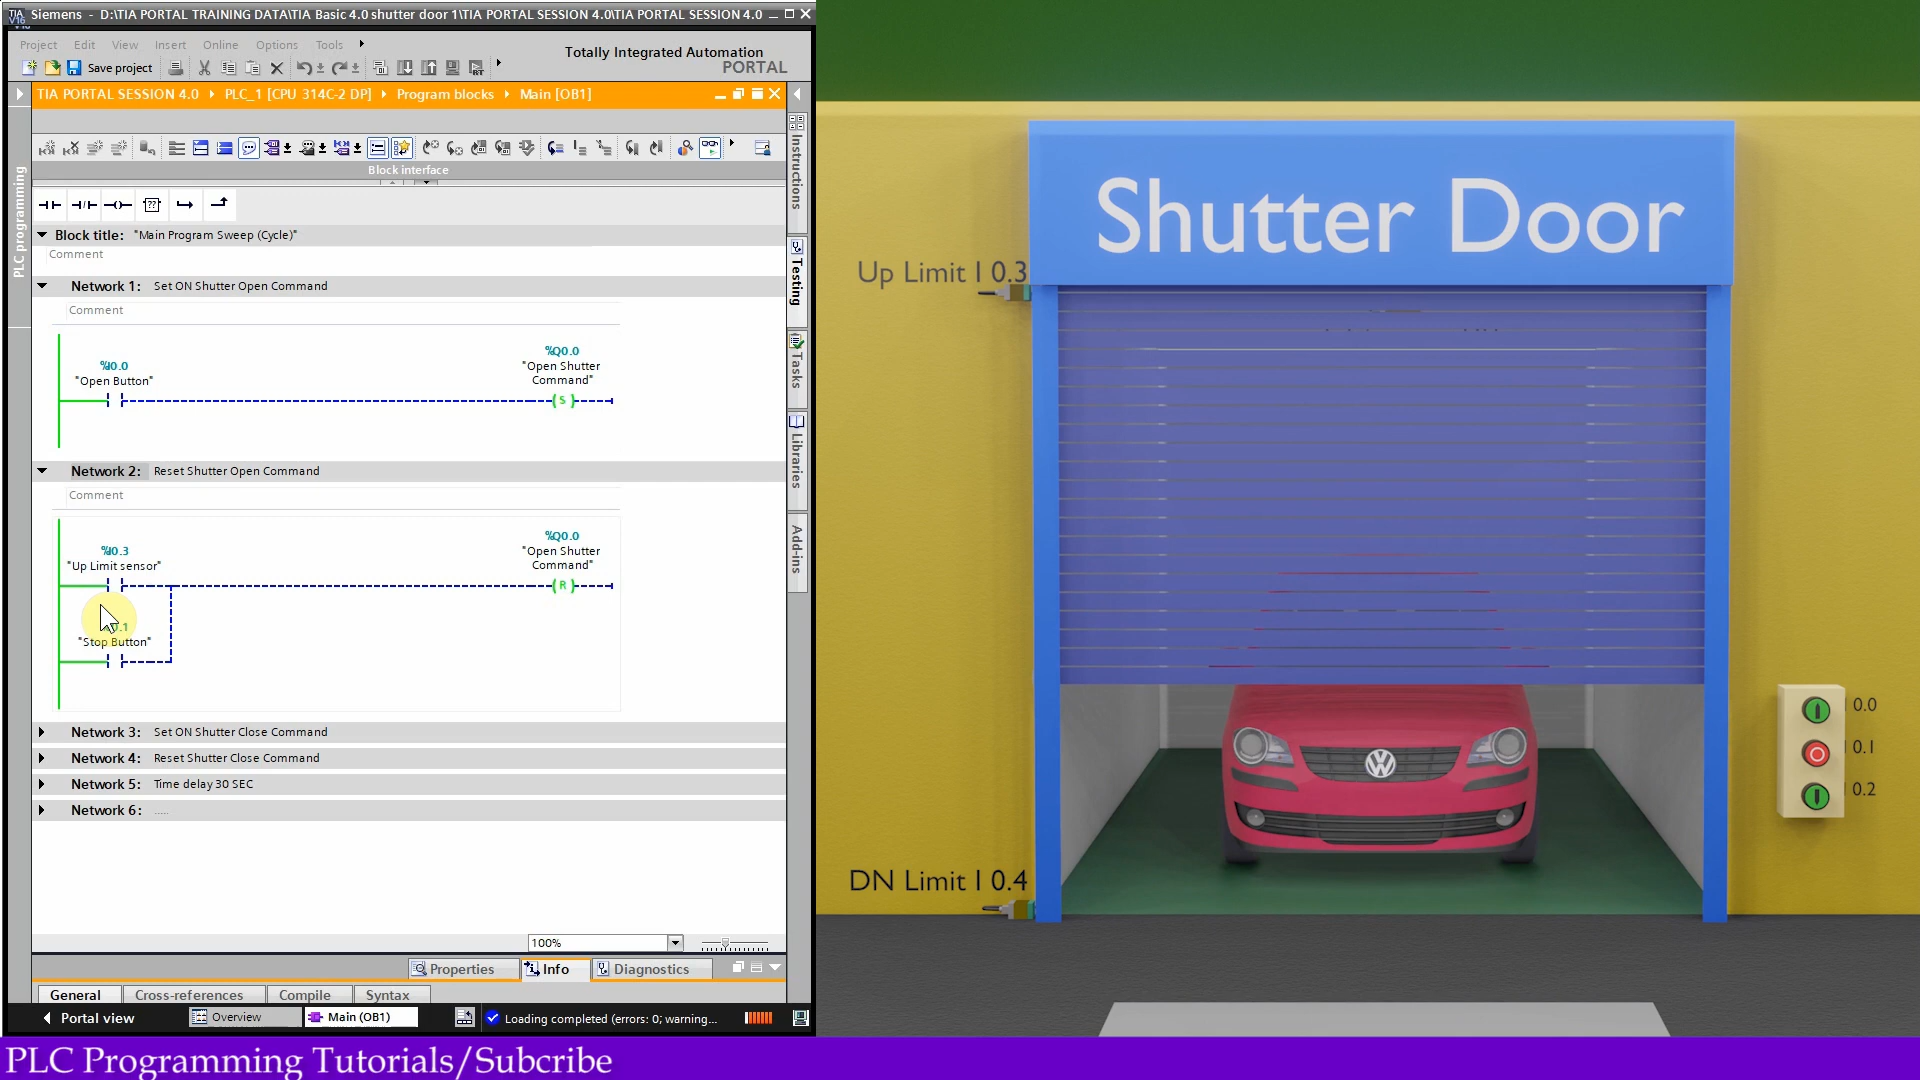 Siemens - D:\TIA PORTAL TRAINING DATA\TIA Basic 4.0 shutter door 1\TIA PORTAL SESSION 4.0\TIA PORTAL SESSION 4.0
Project Edit View Insert Online Options Tools
Totally Integrated Automation
PORTAL
Save project
TIA PORTAL SESSION 4.0 PLC_1 [CPU 314C-2 DP] Program blocks Main [OB1]
Block interface
PLC programming
Instructions
Testing
Tasks
Libraries
Add-ins
Block title: "Main Program Sweep (Cycle)"
Comment
Network 1: Set ON Shutter Open Command
Comment
%I0.0
"Open Button"
%Q0.0
"Open Shutter
Command"
S
Network 2: Reset Shutter Open Command
Comment
%I0.3
"Up Limit sensor"
%Q0.0
"Open Shutter
Command"
R
"Stop Button"
Network 3: Set ON Shutter Close Command
Network 4: Reset Shutter Close Command
Network 5: Time delay 30 SEC
Network 6: .....
100%
Properties Info Diagnostics
General Cross-references Compile Syntax
Portal view Overview Main (OB1) Loading completed (errors: 0; warning...
Shutter Door
Up Limit I 0.3
DN Limit I 0.4
I 0.0
I 0.1
I 0.2
PLC Programming Tutorials/Subcribe